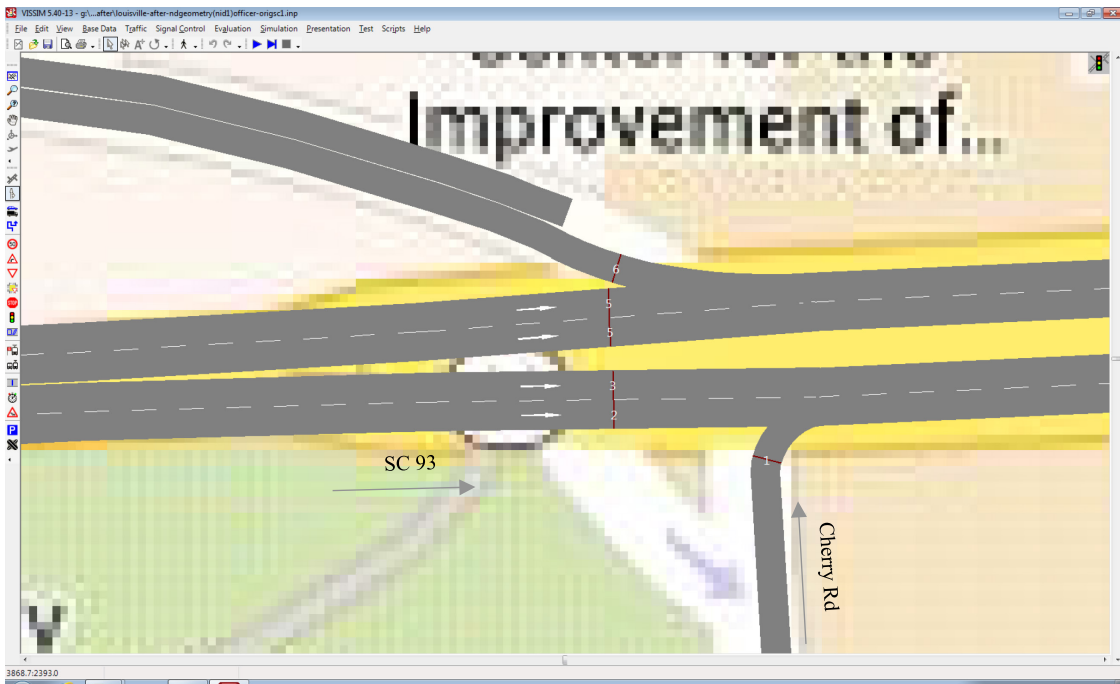 VISSIM 5.40-13 - g:\...after\louisville-after-ndgeometry(nid1)officer-origsc1.inp
File Edit View Base Data Traffic Signal Control Evaluation Simulation Presentation Test Scripts Help
Improvement of...
6
5
5
3
2
SC 93
1
Cherry Rd
y
3868.7:2393.0